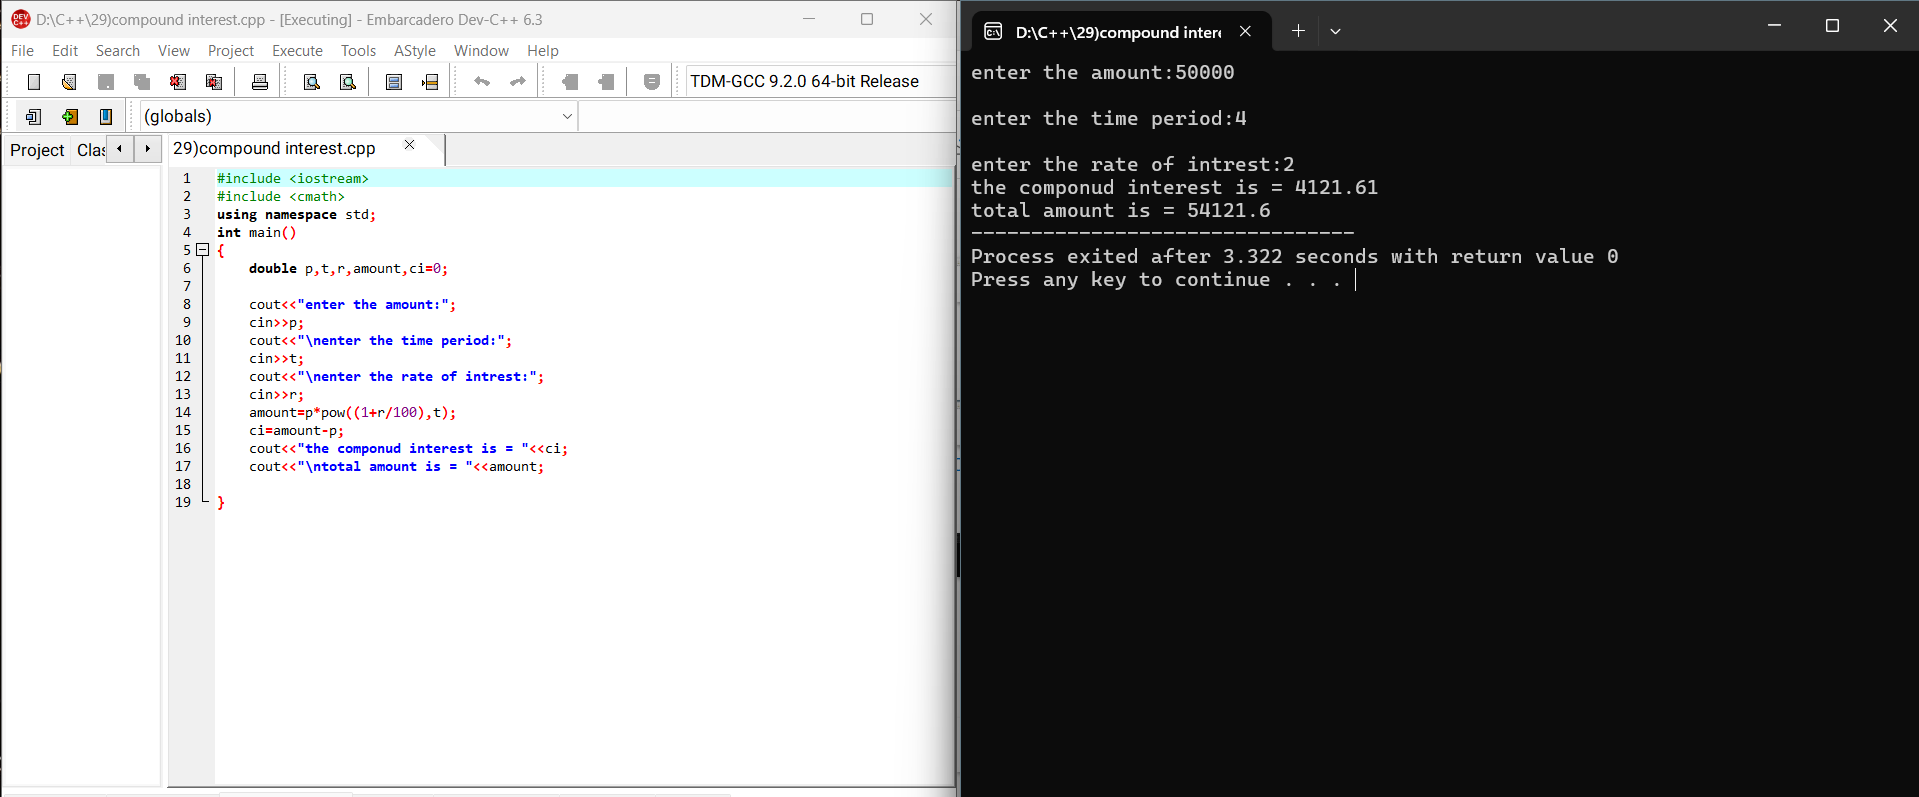 D:\C++\29)compound interest.cpp - [Executing] - Embarcadero Dev-C++ 6.3
File Edit Search View Project Execute Tools AStyle Window Help
TDM-GCC 9.2.0 64-bit Release
(globals)
Project Clas
29)compound interest.cpp
1 #include <iostream>
2 #include <cmath>
3 using namespace std;
4 int main()
5 {
6 double p,t,r,amount,ci=0;
7
8 cout<<"enter the amount:";
9 cin>>p;
10 cout<<"\nenter the time period:";
11 cin>>t;
12 cout<<"\nenter the rate of intrest:";
13 cin>>r;
14 amount=p*pow((1+r/100),t);
15 ci=amount-p;
16 cout<<"the componud interest is = "<<ci;
17 cout<<"\ntotal amount is = "<<amount;
18
19 }
D:\C++\29)compound inter
enter the amount:50000
enter the time period:4
enter the rate of intrest:2
the componud interest is = 4121.61
total amount is = 54121.6
--------------------------------
Process exited after 3.322 seconds with return value 0
Press any key to continue . . .